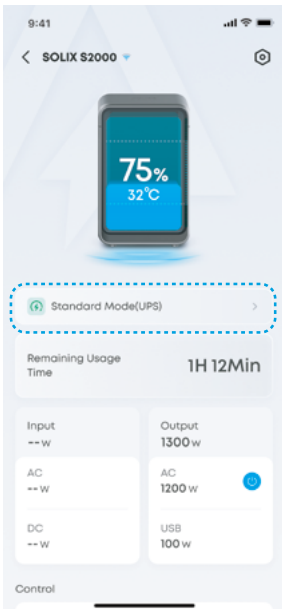 9:41
SOLIX S2000
75%
32°C
Standard Mode(UPS)
Remaining Usage
Time
1H 12Min
Input
-- w
Output
1300 w
AC
-- w
AC
1200 w
DC
-- w
USB
100 w
Control